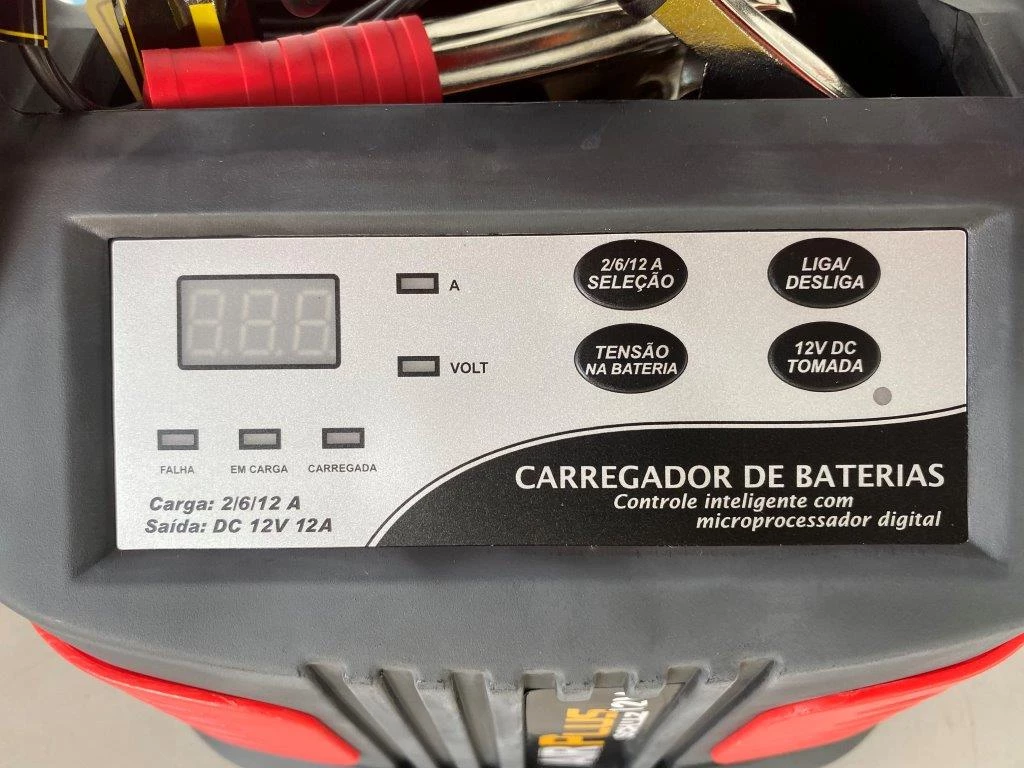 A
VOLT
2/6/12 A
SELEÇÃO
LIGA/
DESLIGA
TENSÃO
NA BATERIA
12V DC
TOMADA
FALHA
EM CARGA
CARREGADA
Carga: 2/6/12 A
Saída: DC 12V 12A
CARREGADOR DE BATERIAS
Controle inteligente com
microprocessador digital
AIRPLUS